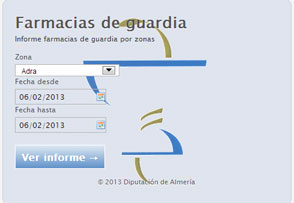 Farmacias de guardia
Informe farmacias de guardia por zonas
Zona
Adra
Fecha desde
06/02/2013
Fecha hasta
06/02/2013
Ver informe →
© 2013 Diputación de Almería